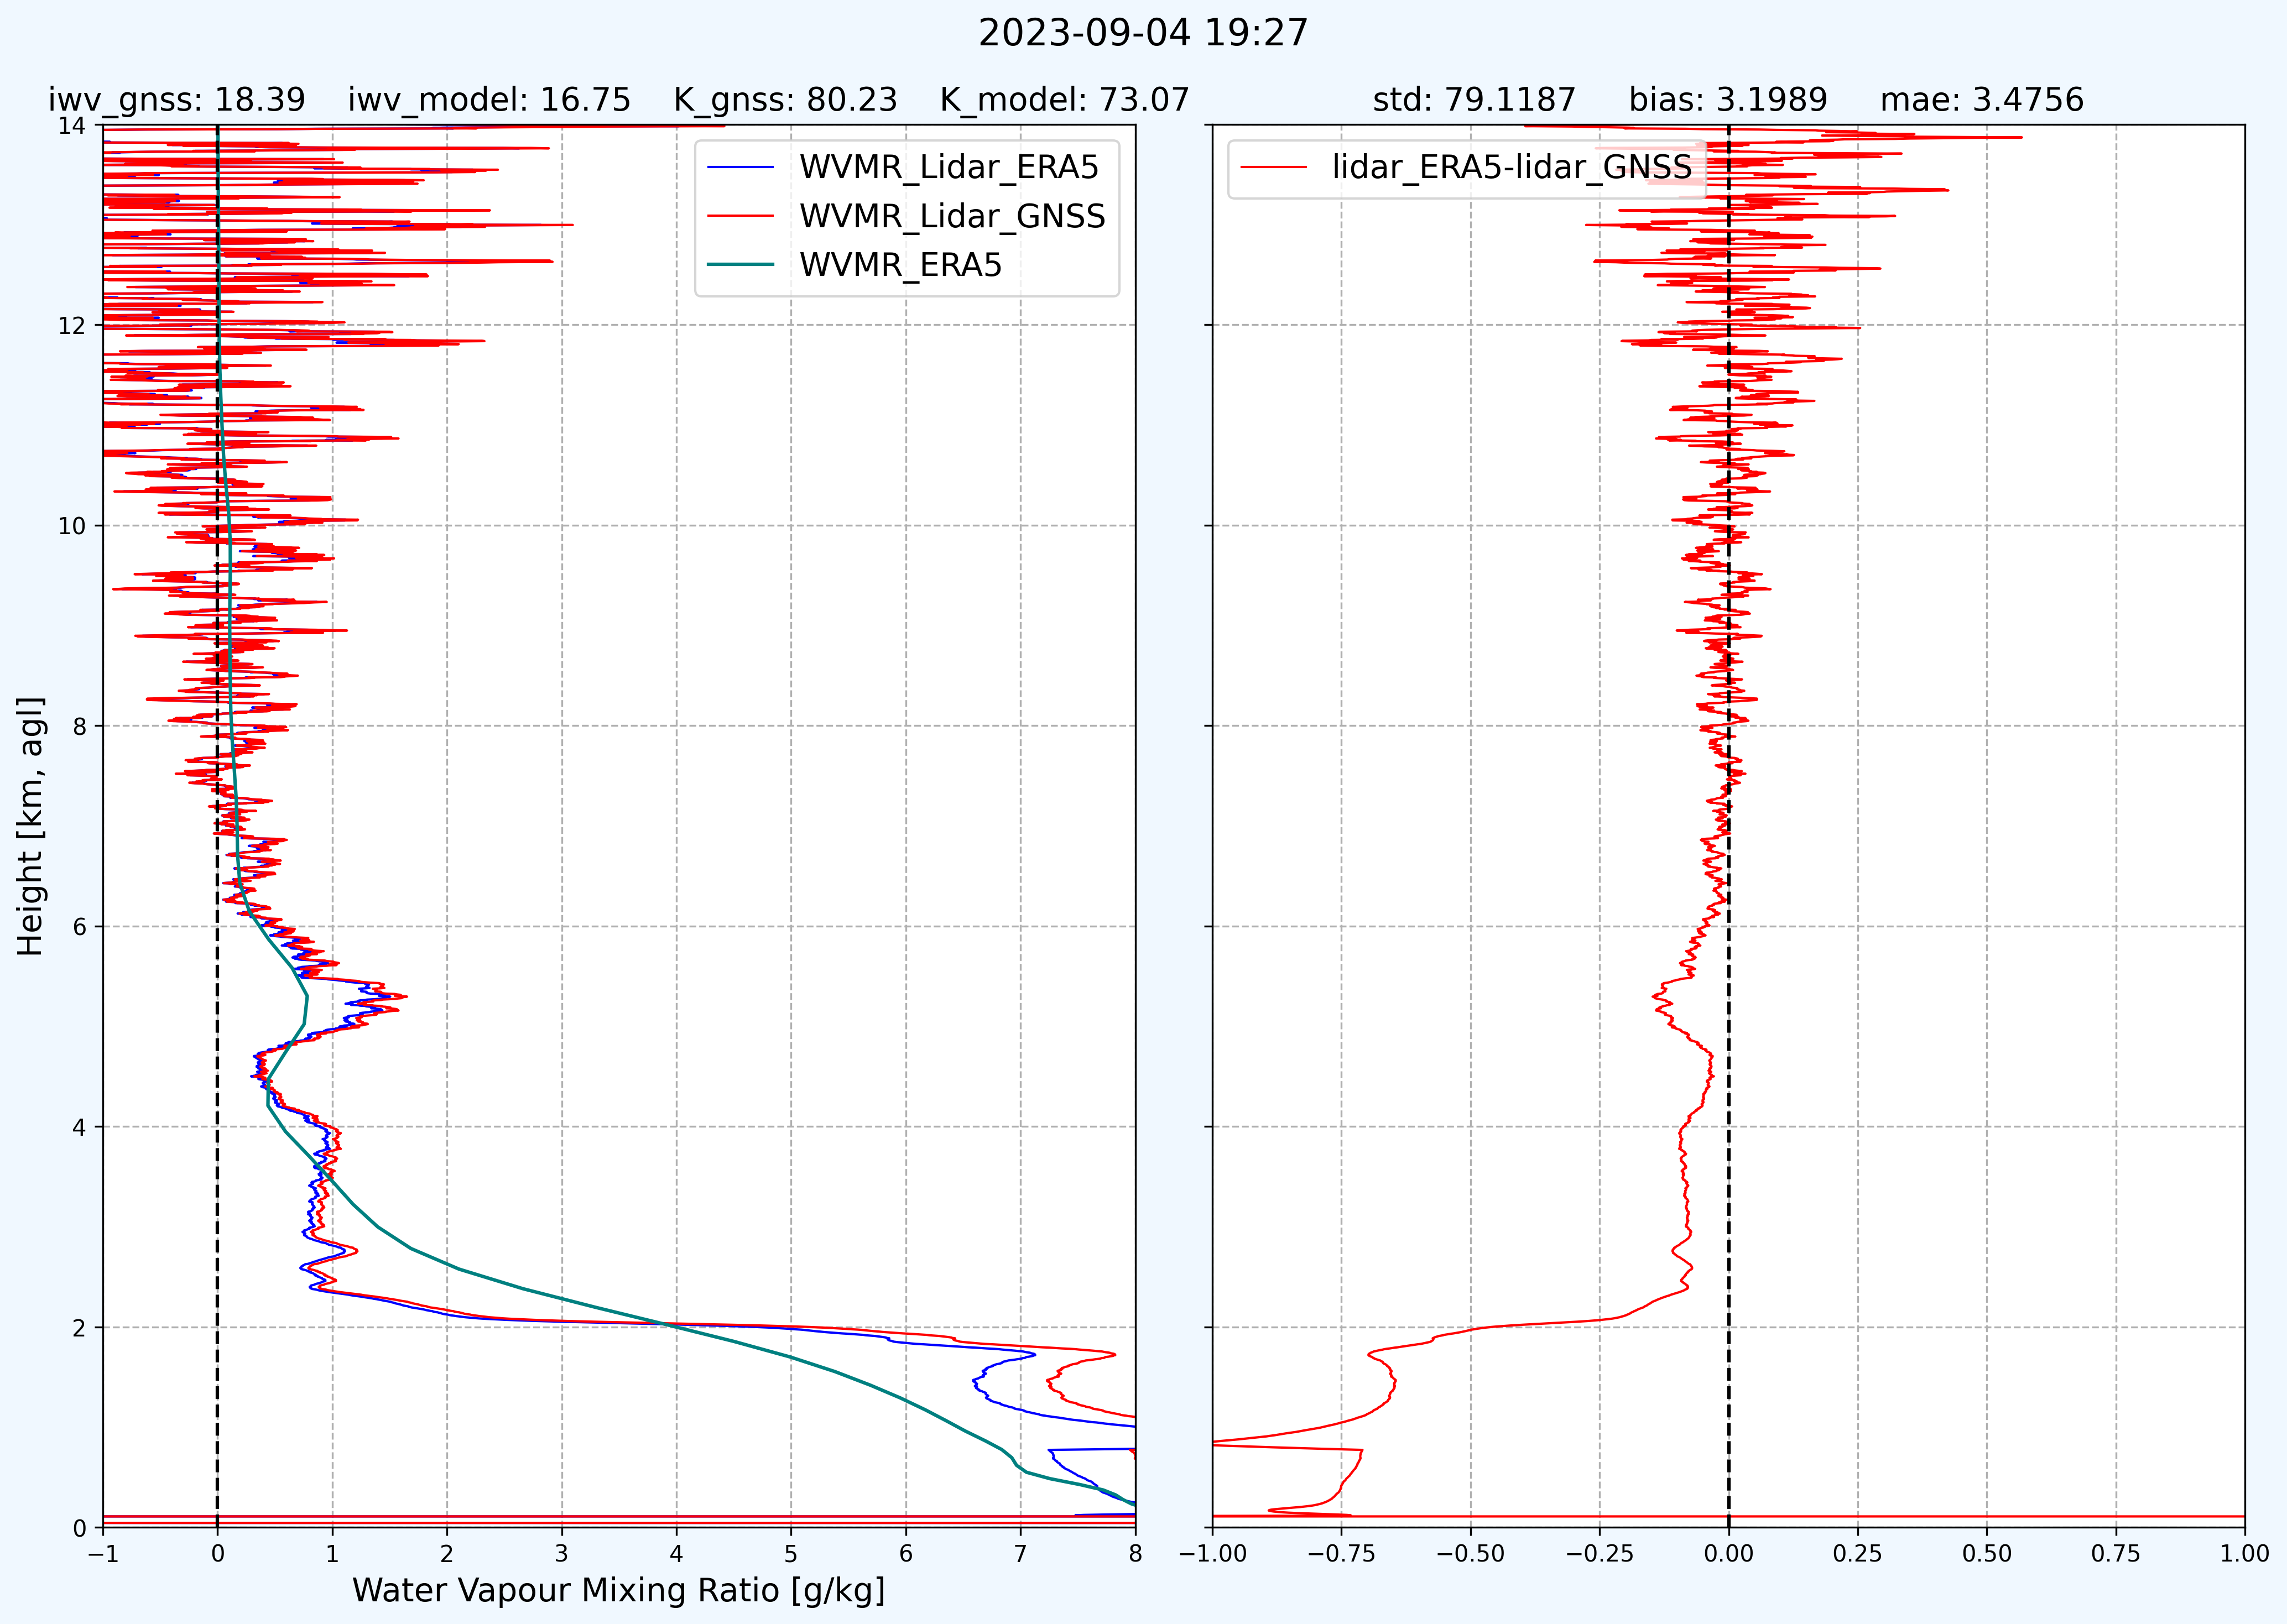 2023-09-04 19:27
iwv_gnss: 18.39 iwv_model: 16.75 K_gnss: 80.23 K_model: 73.07
std: 79.1187 bias: 3.1989 mae: 3.4756
WVMR_Lidar_ERA5
WVMR_Lidar_GNSS
WVMR_ERA5
lidar_ERA5-lidar_GNSS
14
12
10
8
6
4
2
0
Height [km, agl]
−1 0 1 2 3 4 5 6 7 8
Water Vapour Mixing Ratio [g/kg]
−1.00 −0.75 −0.50 −0.25 0.00 0.25 0.50 0.75 1.00